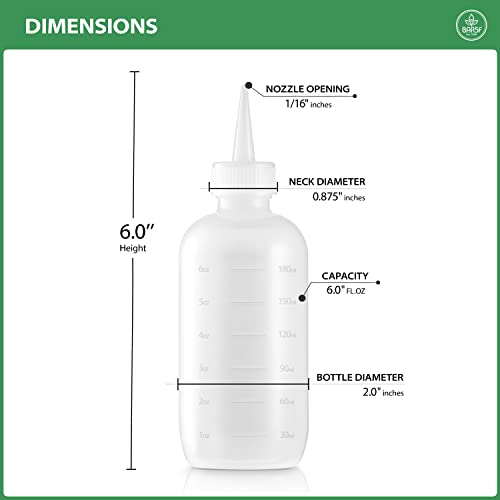 DIMENSIONS
BARSF
NOZZLE OPENING
1/16" inches
NECK DIAMETER
0.875" inches
6.0”
Height
6oz 180ml
CAPACITY
6.0" FL.OZ
5oz 150ml
4oz 120ml
3oz 90ml
BOTTLE DIAMETER
2.0" inches
2oz 60ml
1oz 30ml